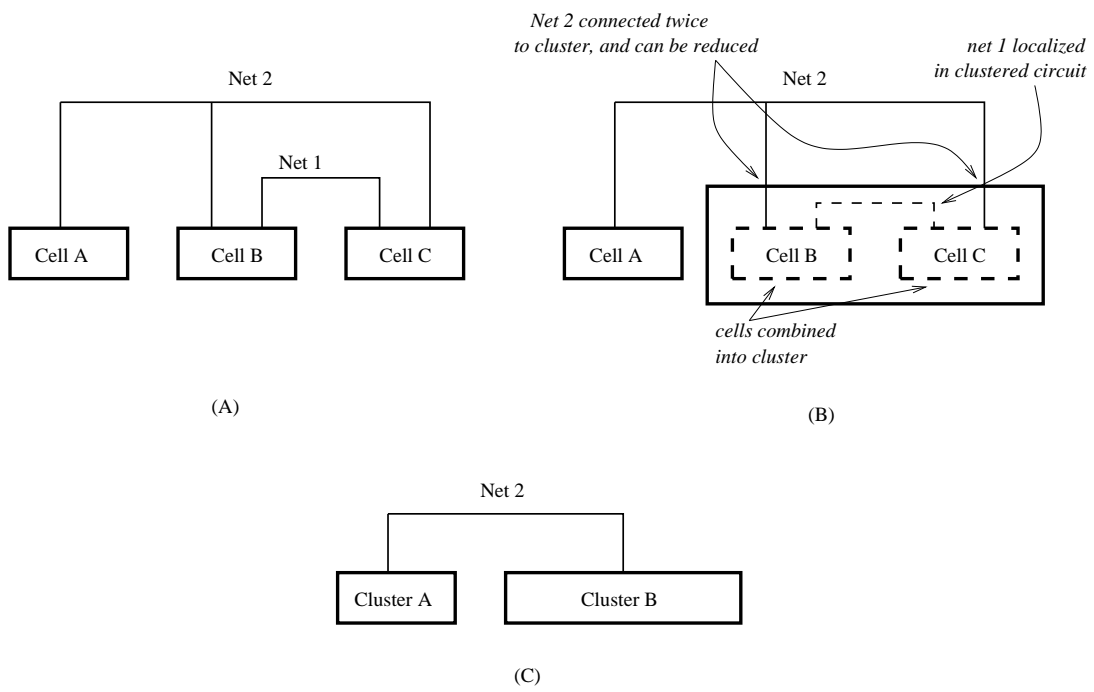 Net 2
Net 1
Cell A
Cell B
Cell C
(A)
Net 2 connected twice
to cluster, and can be reduced
net 1 localized
in clustered circuit
Net 2
Cell A
Cell B
Cell C
cells combined
into cluster
(B)
Net 2
Cluster A
Cluster B
(C)